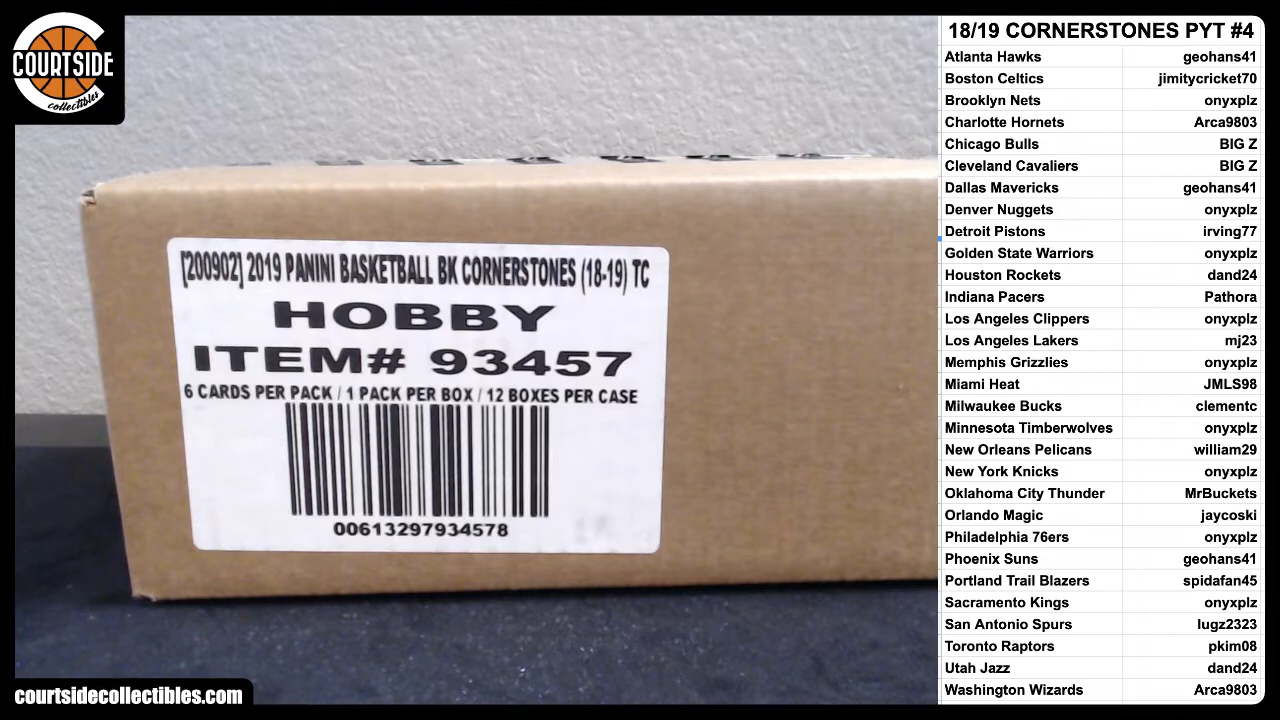 COURTSIDE
collectibles
[200902] 2019 PANINI BASKETBALL BK CORNERSTONES (18-19) TC
HOBBY
ITEM# 93457
6 CARDS PER PACK / 1 PACK PER BOX / 12 BOXES PER CASE
00613297934578
courtsidecollectibles.com
18/19 CORNERSTONES PYT #4
Atlanta Hawks geohans41
Boston Celtics jimitycricket70
Brooklyn Nets onyxplz
Charlotte Hornets Arca9803
Chicago Bulls BIG Z
Cleveland Cavaliers BIG Z
Dallas Mavericks geohans41
Denver Nuggets onyxplz
Detroit Pistons irving77
Golden State Warriors onyxplz
Houston Rockets dand24
Indiana Pacers Pathora
Los Angeles Clippers onyxplz
Los Angeles Lakers mj23
Memphis Grizzlies onyxplz
Miami Heat JMLS98
Milwaukee Bucks clementc
Minnesota Timberwolves onyxplz
New Orleans Pelicans william29
New York Knicks onyxplz
Oklahoma City Thunder MrBuckets
Orlando Magic jaycoski
Philadelphia 76ers onyxplz
Phoenix Suns geohans41
Portland Trail Blazers spidafan45
Sacramento Kings onyxplz
San Antonio Spurs lugz2323
Toronto Raptors pkim08
Utah Jazz dand24
Washington Wizards Arca9803